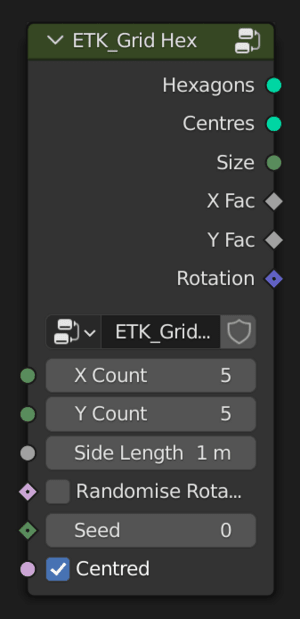 ETK_Grid Hex
Hexagons
Centres
Size
X Fac
Y Fac
Rotation
ETK_Grid...
X Count 5
Y Count 5
Side Length 1 m
Randomise Rota...
Seed 0
Centred